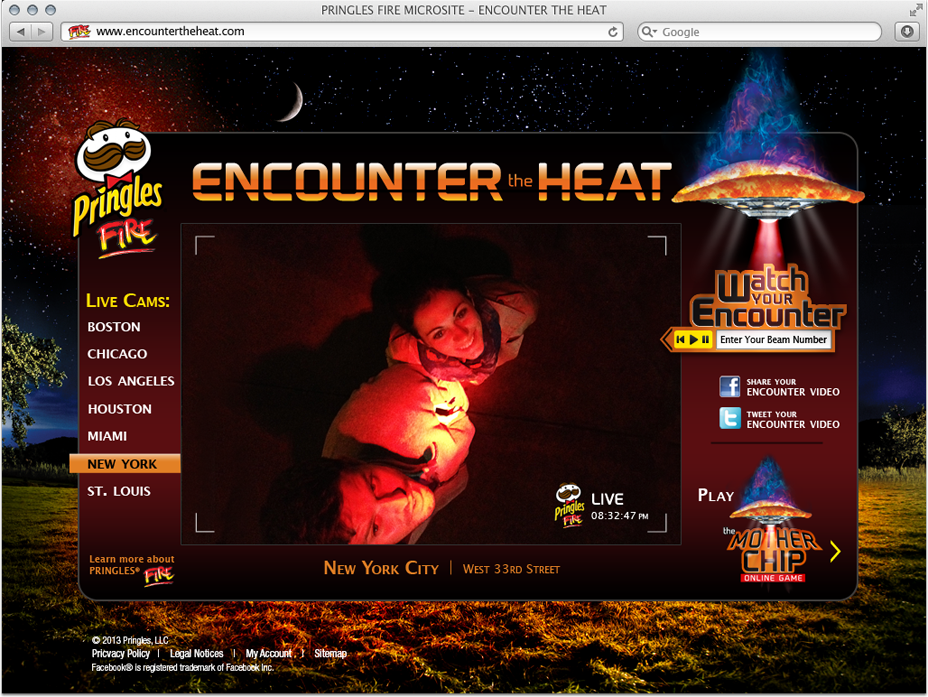 PRINGLES FIRE MICROSITE – ENCOUNTER THE HEAT
www.encountertheheat.com
Google
Pringles
FIRE
ENCOUNTER the HEAT
LIVE CAMS:
BOSTON
CHICAGO
LOS ANGELES
HOUSTON
MIAMI
NEW YORK
ST. LOUIS
Learn more about
PRINGLES® FIRE
Pringles
FIRE
LIVE
08:32:47 PM
NEW YORK CITY | WEST 33RD STREET
Watch
YOUR
Encounter
Enter Your Beam Number
f
SHARE YOUR
ENCOUNTER VIDEO
t
TWEET YOUR
ENCOUNTER VIDEO
PLAY
the
MOTHER
CHIP
ONLINE GAME
© 2013 Pringles, LLC
Pricvacy Policy | Legal Notices | My Account . | Sitemap
Facebook® is registered trademark of Facebook Inc.